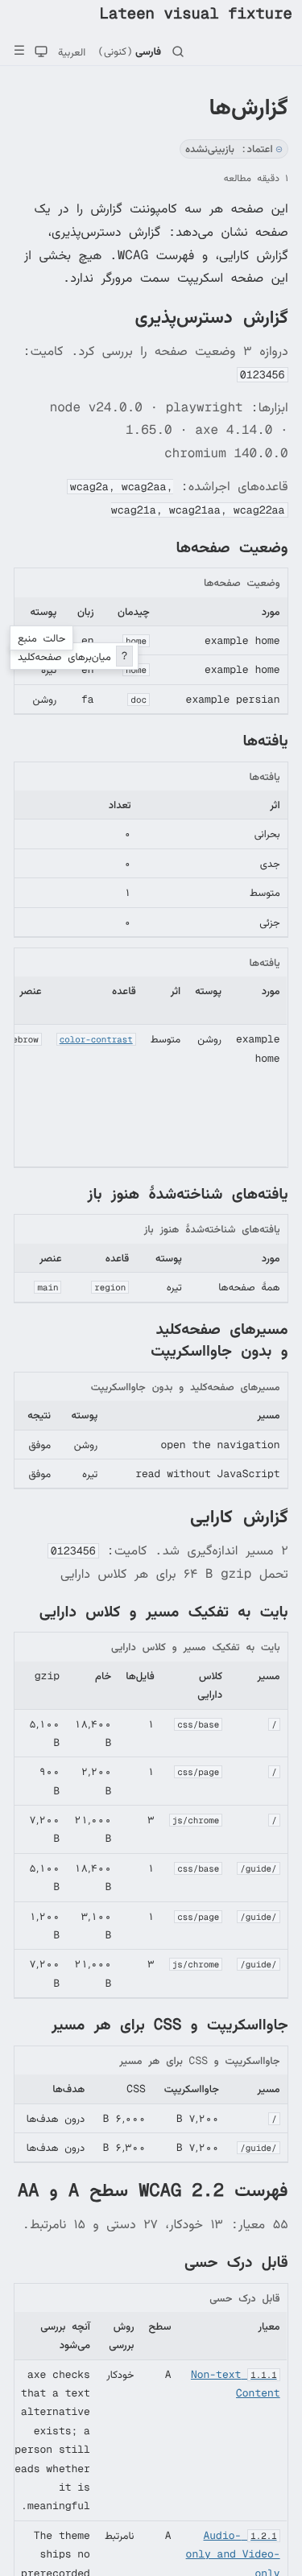 Lateen visual fixture
فارسی (کنونی) العربية
گزارش‌ها
اعتماد: بازبینی‌نشده
۱ دقیقه مطالعه
این صفحه هر سه کامپوننت گزارش را در یک
صفحه نشان می‌دهد: گزارش دسترس‌پذیری،
گزارش کارایی، و فهرست WCAG. هیچ بخشی از
این صفحه اسکریپت سمت مرورگر ندارد.
گزارش دسترس‌پذیری
دروازه ۳ وضعیت صفحه را بررسی کرد. کامیت:
0123456
ابزارها: node v24.0.0 · playwright
1.65.0 · axe 4.14.0 ·
chromium 140.0.0
قاعده‌های اجراشده: wcag2a, wcag2aa,
wcag21a, wcag21aa, wcag22aa
وضعیت صفحه‌ها
وضعیت صفحه‌ها
مورد چیدمان زبان پوسته
example home home en
حالت منبع
example home home en تیره
? میان‌برهای صفحه‌کلید
example persian doc fa روشن
یافته‌ها
یافته‌ها
اثر تعداد
بحرانی ۰
جدی ۰
متوسط ۱
جزئی ۰
یافته‌ها
مورد پوسته اثر قاعده عنصر
example home روشن متوسط color-contrast
یافته‌های شناخته‌شدهٔ هنوز باز
یافته‌های شناخته‌شدهٔ هنوز باز
مورد پوسته قاعده عنصر
همهٔ صفحه‌ها تیره region main
مسیرهای صفحه‌کلید
و بدون جاوااسکریپت
مسیرهای صفحه‌کلید و بدون جاوااسکریپت
مسیر پوسته نتیجه
open the navigation روشن موفق
read without JavaScript تیره موفق
گزارش کارایی
۲ مسیر اندازه‌گیری شد. کامیت: 0123456
تحمل ۶۴ B gzip برای هر کلاس دارایی
بایت به تفکیک مسیر و کلاس دارایی
بایت به تفکیک مسیر و کلاس دارایی
مسیر کلاس دارایی فایل‌ها خام gzip
/ css/base ۱ ۱۸,۴۰۰ B ۵,۱۰۰ B
/ css/page ۱ ۲,۲۰۰ B ۹۰۰ B
/ js/chrome ۳ ۲۱,۰۰۰ B ۷,۲۰۰ B
/guide/ css/base ۱ ۱۸,۴۰۰ B ۵,۱۰۰ B
/guide/ css/page ۱ ۳,۱۰۰ B ۱,۲۰۰ B
/guide/ js/chrome ۳ ۲۱,۰۰۰ B ۷,۲۰۰ B
جاوااسکریپت و CSS برای هر مسیر
جاوااسکریپت و CSS برای هر مسیر
مسیر جاوااسکریپت CSS هدف‌ها
/ ۷,۲۰۰ B ۶,۰۰۰ B درون هدف‌ها
/guide/ ۷,۲۰۰ B ۶,۳۰۰ B درون هدف‌ها
فهرست WCAG 2.2 سطح A و AA
۵۵ معیار: ۱۳ خودکار، ۲۷ دستی و ۱۵ نامرتبط.
قابل درک حسی
قابل درک حسی
معیار سطح روش بررسی آنچه بررسی می‌شود
1.1.1 Non-text Content A خودکار axe checks that a text alternative exists; a person still reads whether it is meaningful.
1.2.1 Audio-only and Video-only A نامرتبط The theme ships no prerecorded